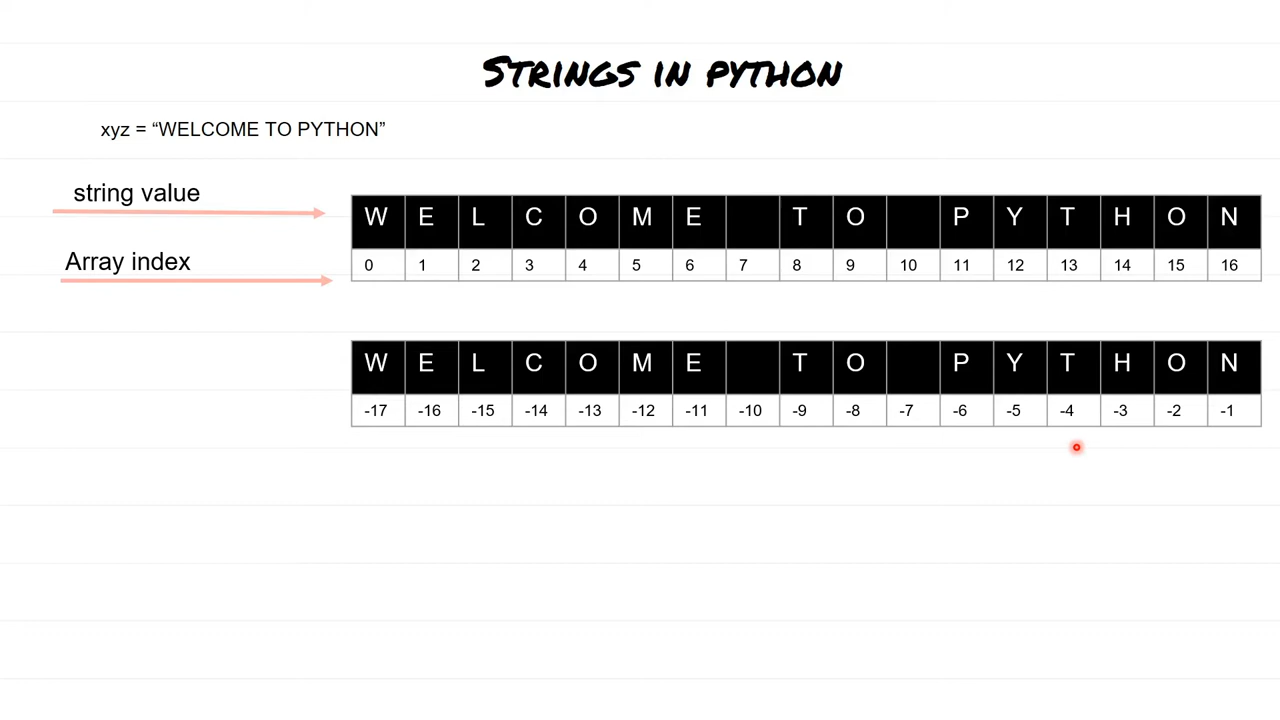 STRINGS IN PYTHON
xyz = “WELCOME TO PYTHON”
string value
W E L C O M E T O P Y T H O N
Array index
0 1 2 3 4 5 6 7 8 9 10 11 12 13 14 15 16
W E L C O M E T O P Y T H O N
-17 -16 -15 -14 -13 -12 -11 -10 -9 -8 -7 -6 -5 -4 -3 -2 -1